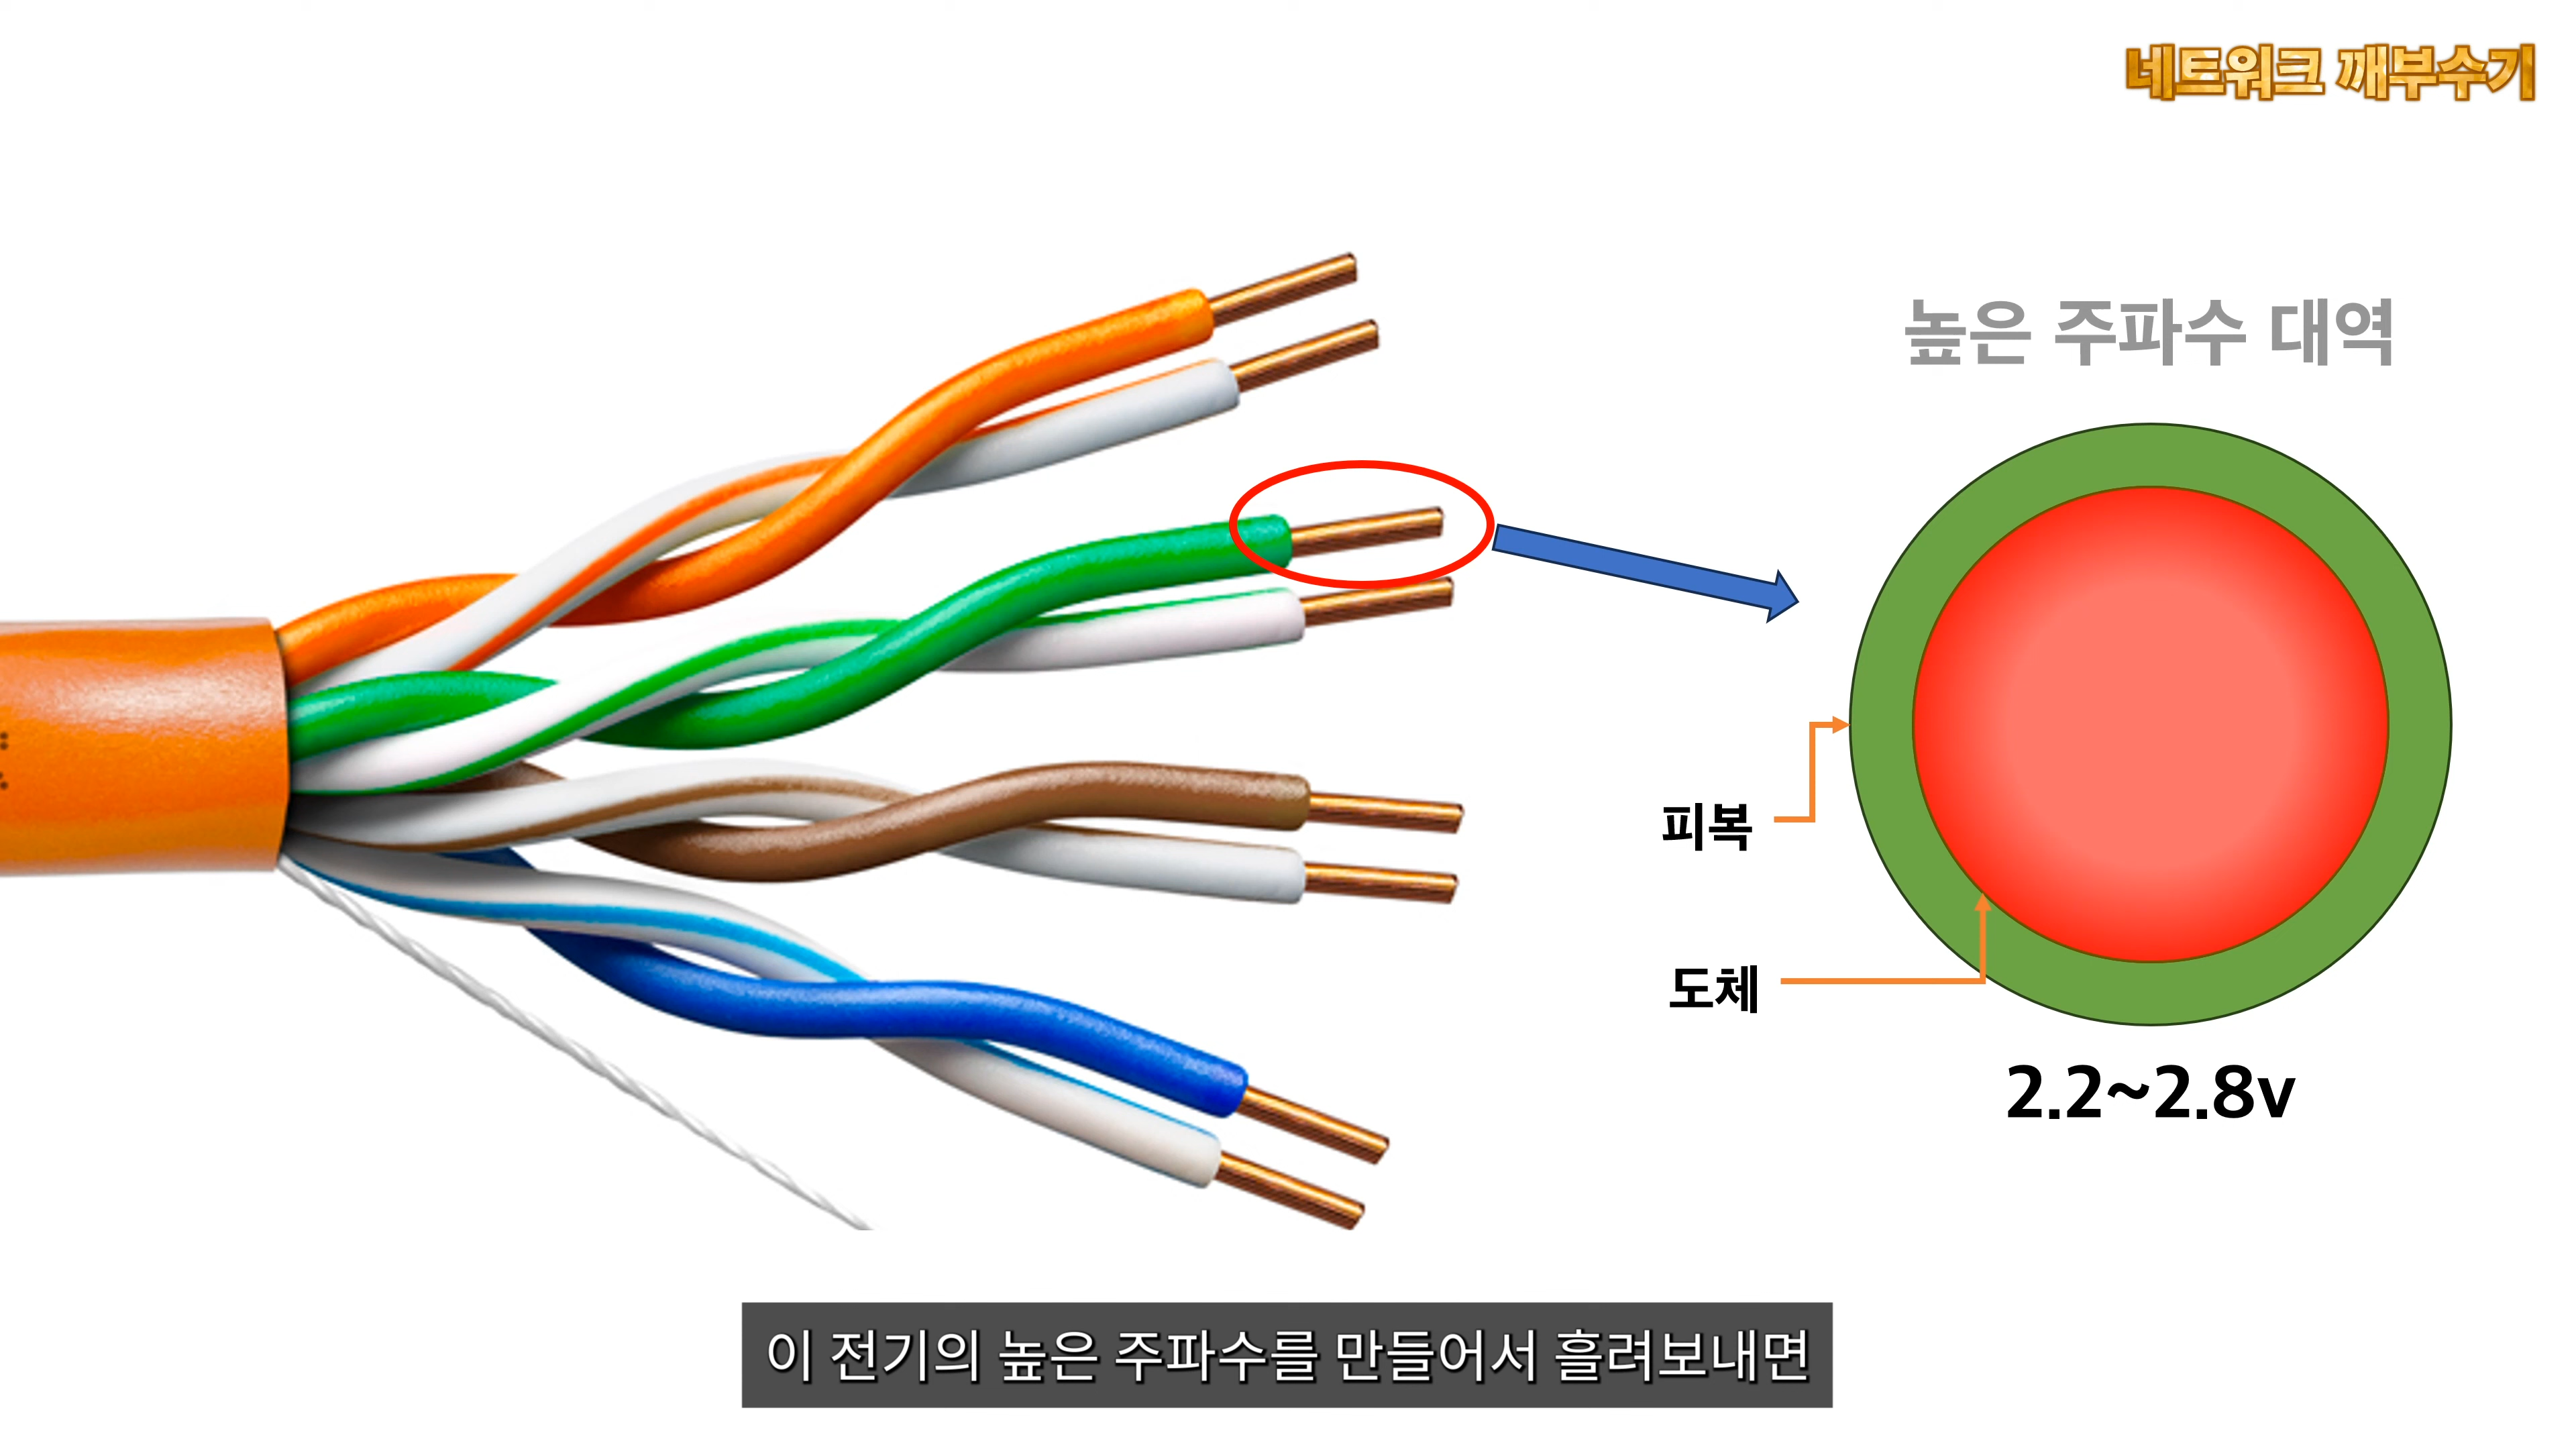 네트워크 깨부수기
높은 주파수 대역
피복
도체
2.2~2.8v
이 전기의 높은 주파수를 만들어서 흘려보내면